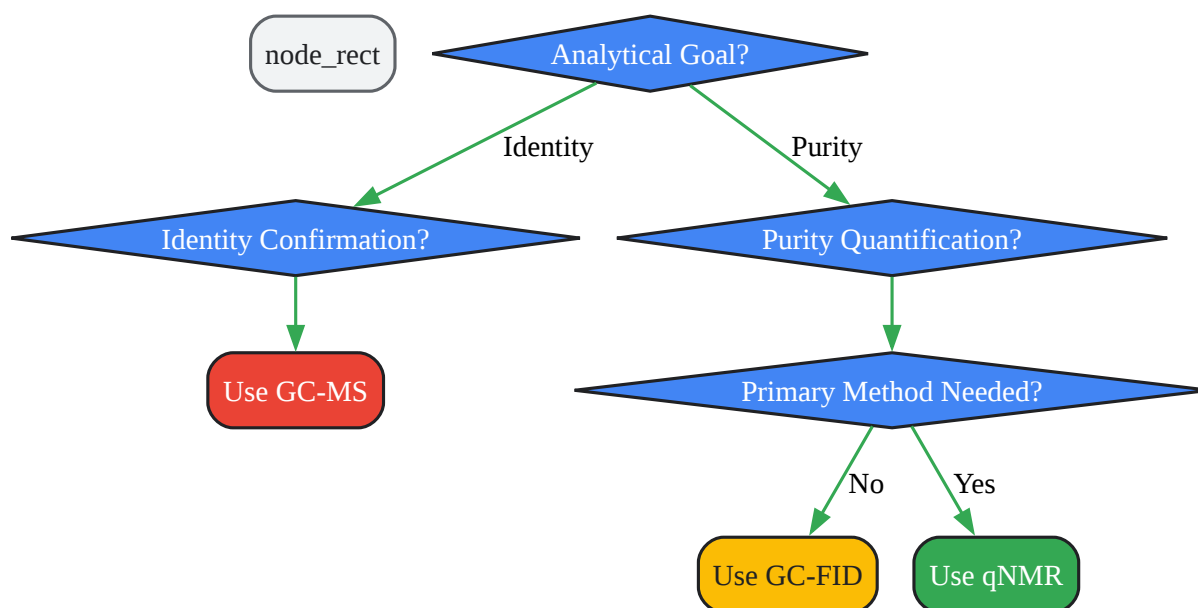 node_rect
Analytical Goal?
Identity
Purity
Identity Confirmation?
Purity Quantification?
Use GC-MS
Primary Method Needed?
No
Yes
Use GC-FID
Use qNMR